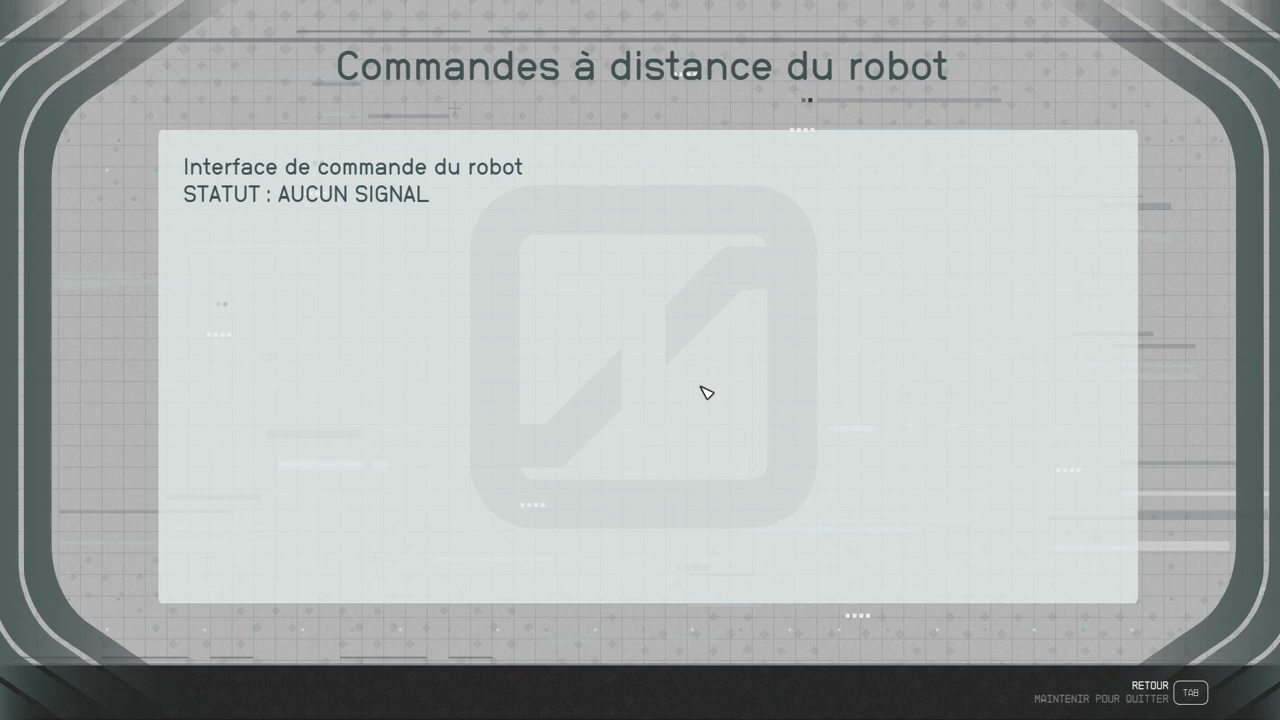 Commandes à distance du robot
Interface de commande du robot
STATUT : AUCUN SIGNAL
RETOUR
MAINTENIR POUR QUITTER
TAB